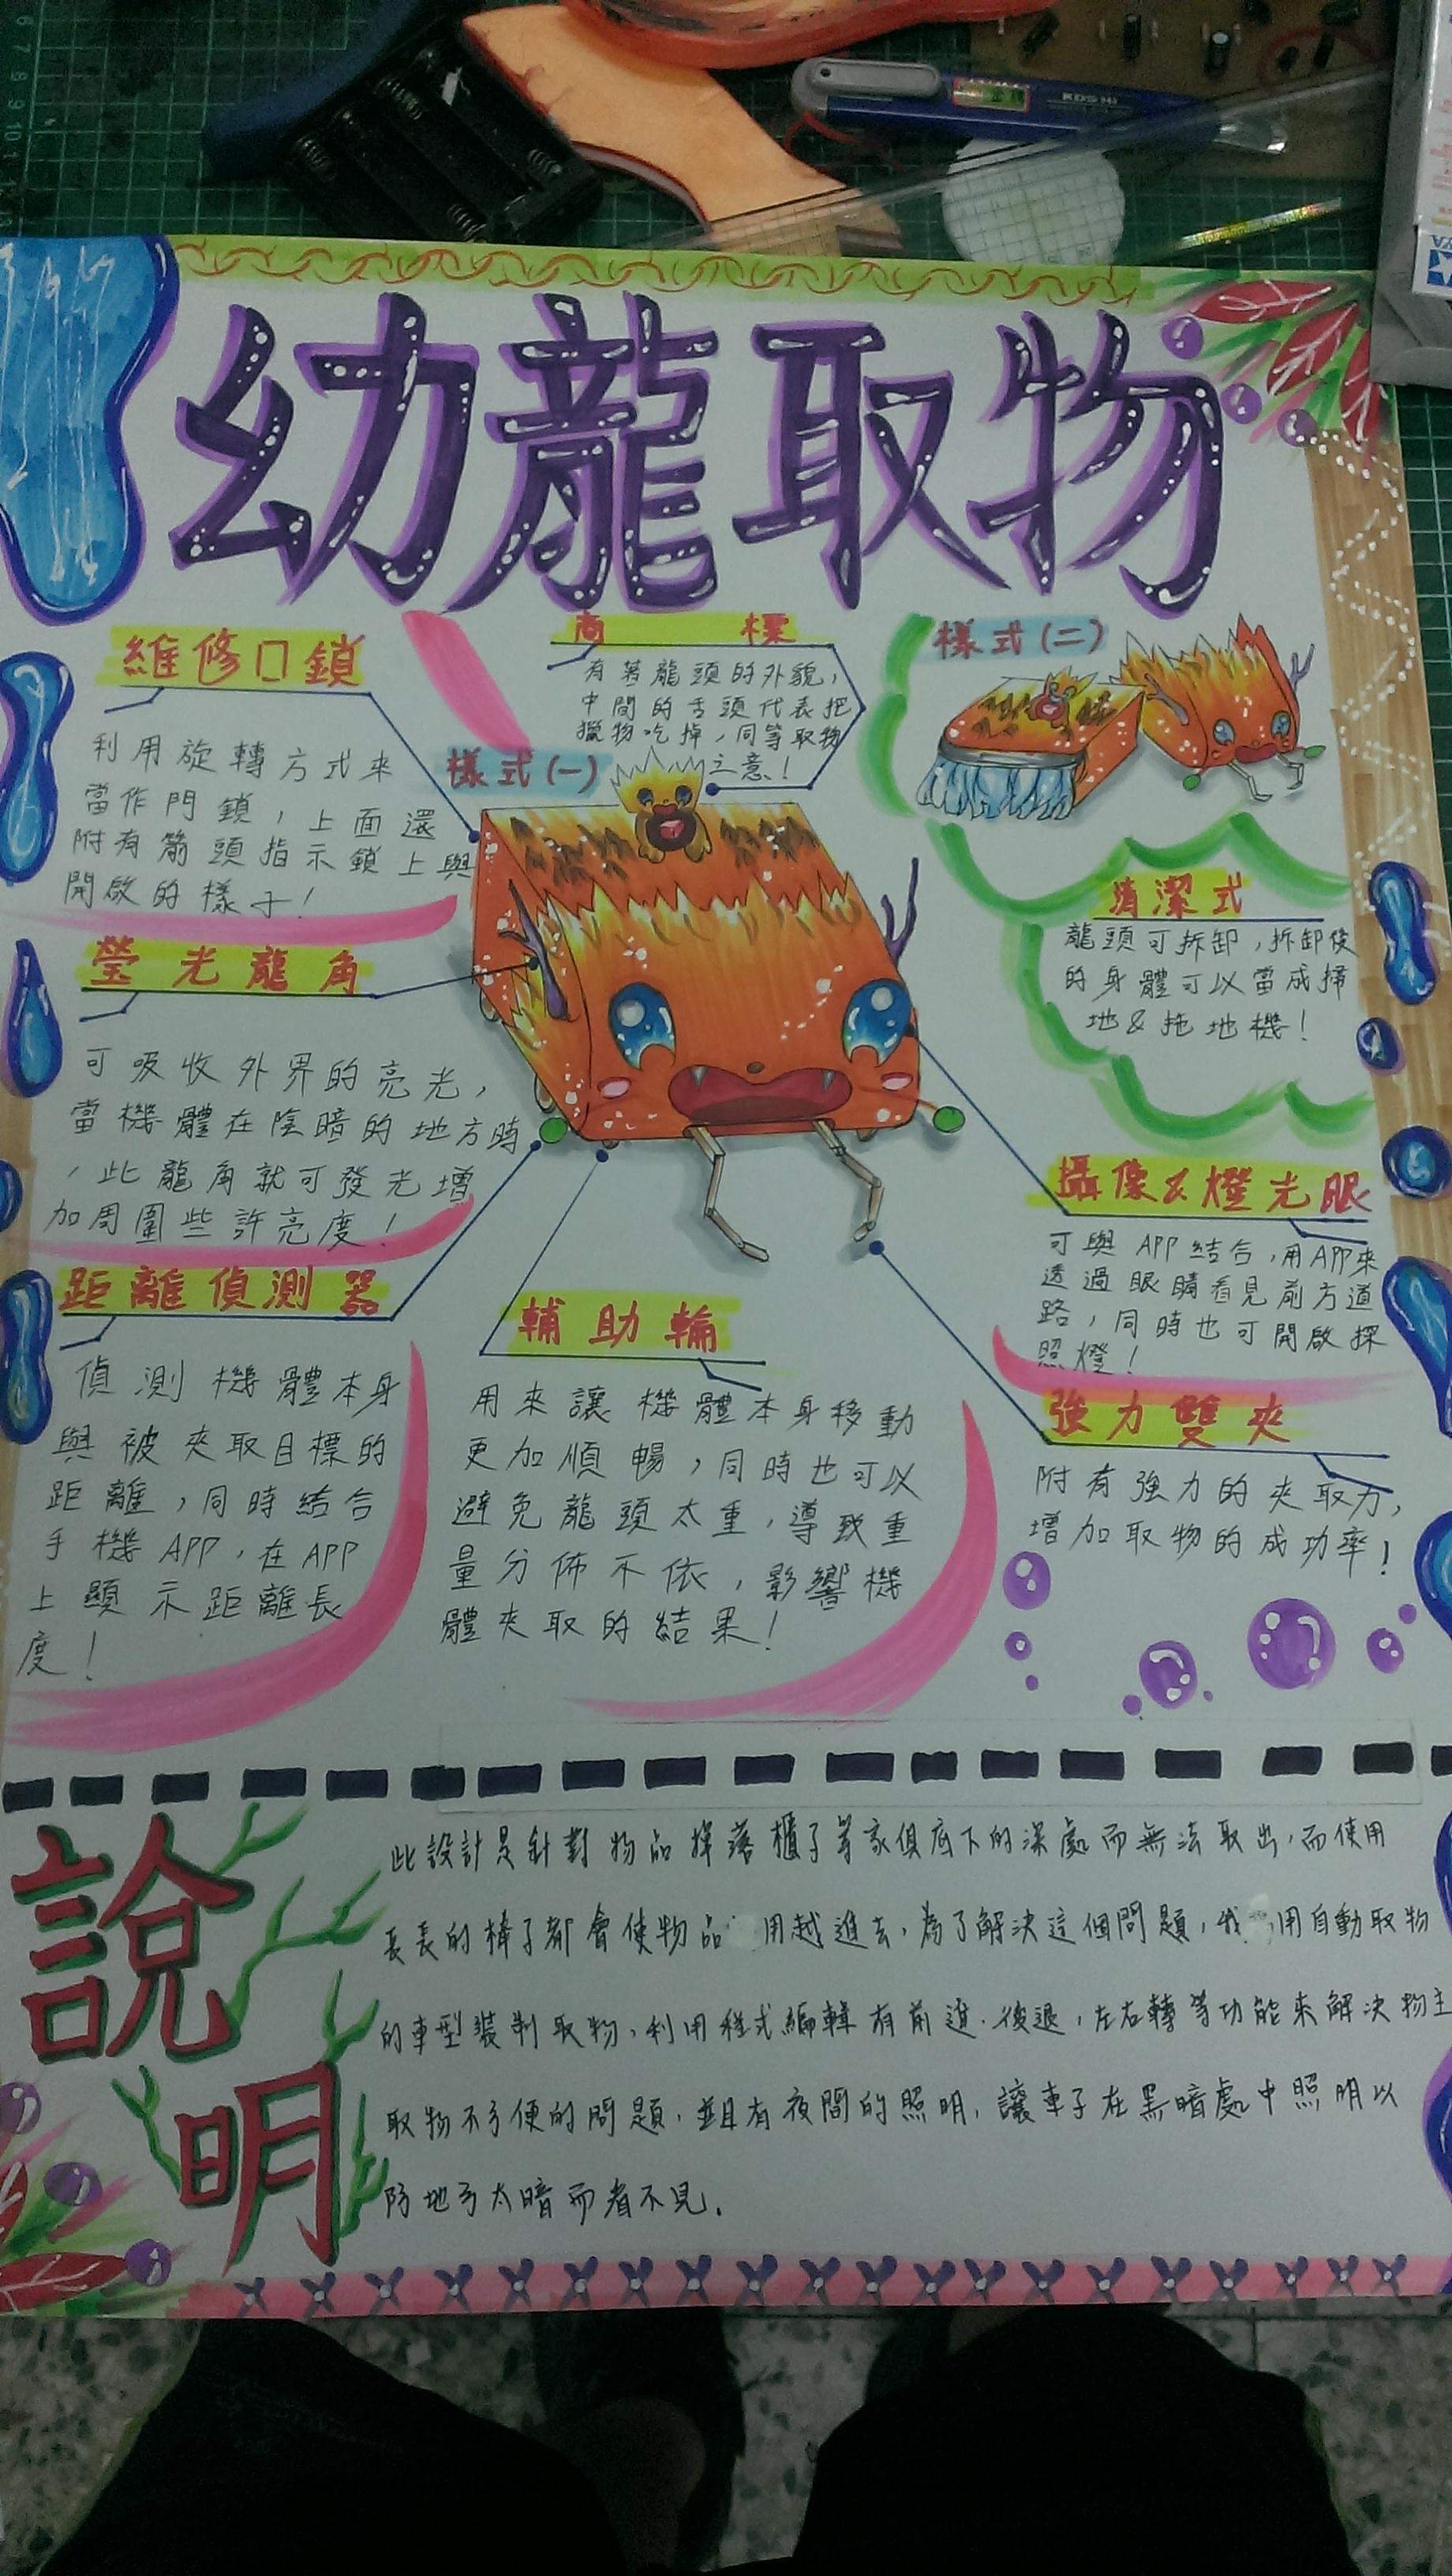 幼龍取物
維修口鎖
利用旋轉方式來
當作門鎖，上面還
附有箭頭指示鎖上與
開啟的樣子！
商標
有著龍頭的外貌，
中間的舌頭代表把
獵物吃掉，同等取物
之意！
樣式(一)
樣式(二)
清潔式
龍頭可拆卸，拆卸後
的身體可以當成掃
地&拖地機！
瑩光龍角
可吸收外界的亮光，
當機體在陰暗的地方時
，此龍角就可發光增
加周圍些許亮度！
攝像&燈光眼
可與APP結合，用APP來
透過眼睛看見前方道
路，同時也可開啟探
照燈！
距離偵測器
偵測機體本身
與被夾取目標的
距離，同時結合
手機APP，在APP
上顯示距離長
度！
輔助輪
用來讓機體本身移動
更加順暢，同時也可以
避免龍頭太重，導致重
量分佈不依，影響機
體夾取的結果！
強力雙夾
附有強力的夾取力，
增加取物的成功率！
說明
此設計是針對物品掉落櫃子等家俱底下的深處而無法取出，而使用
長長的棒子都會使物品用越進去，為了解決這個問題，我用自動取物
的車型裝制取物，利用程式編輯有前進、後退，左右轉等功能來解決物主
取物不方便的問題，並且有夜間的照明，讓車子在黑暗處中照明以
防地方太暗而看不見。
KDS